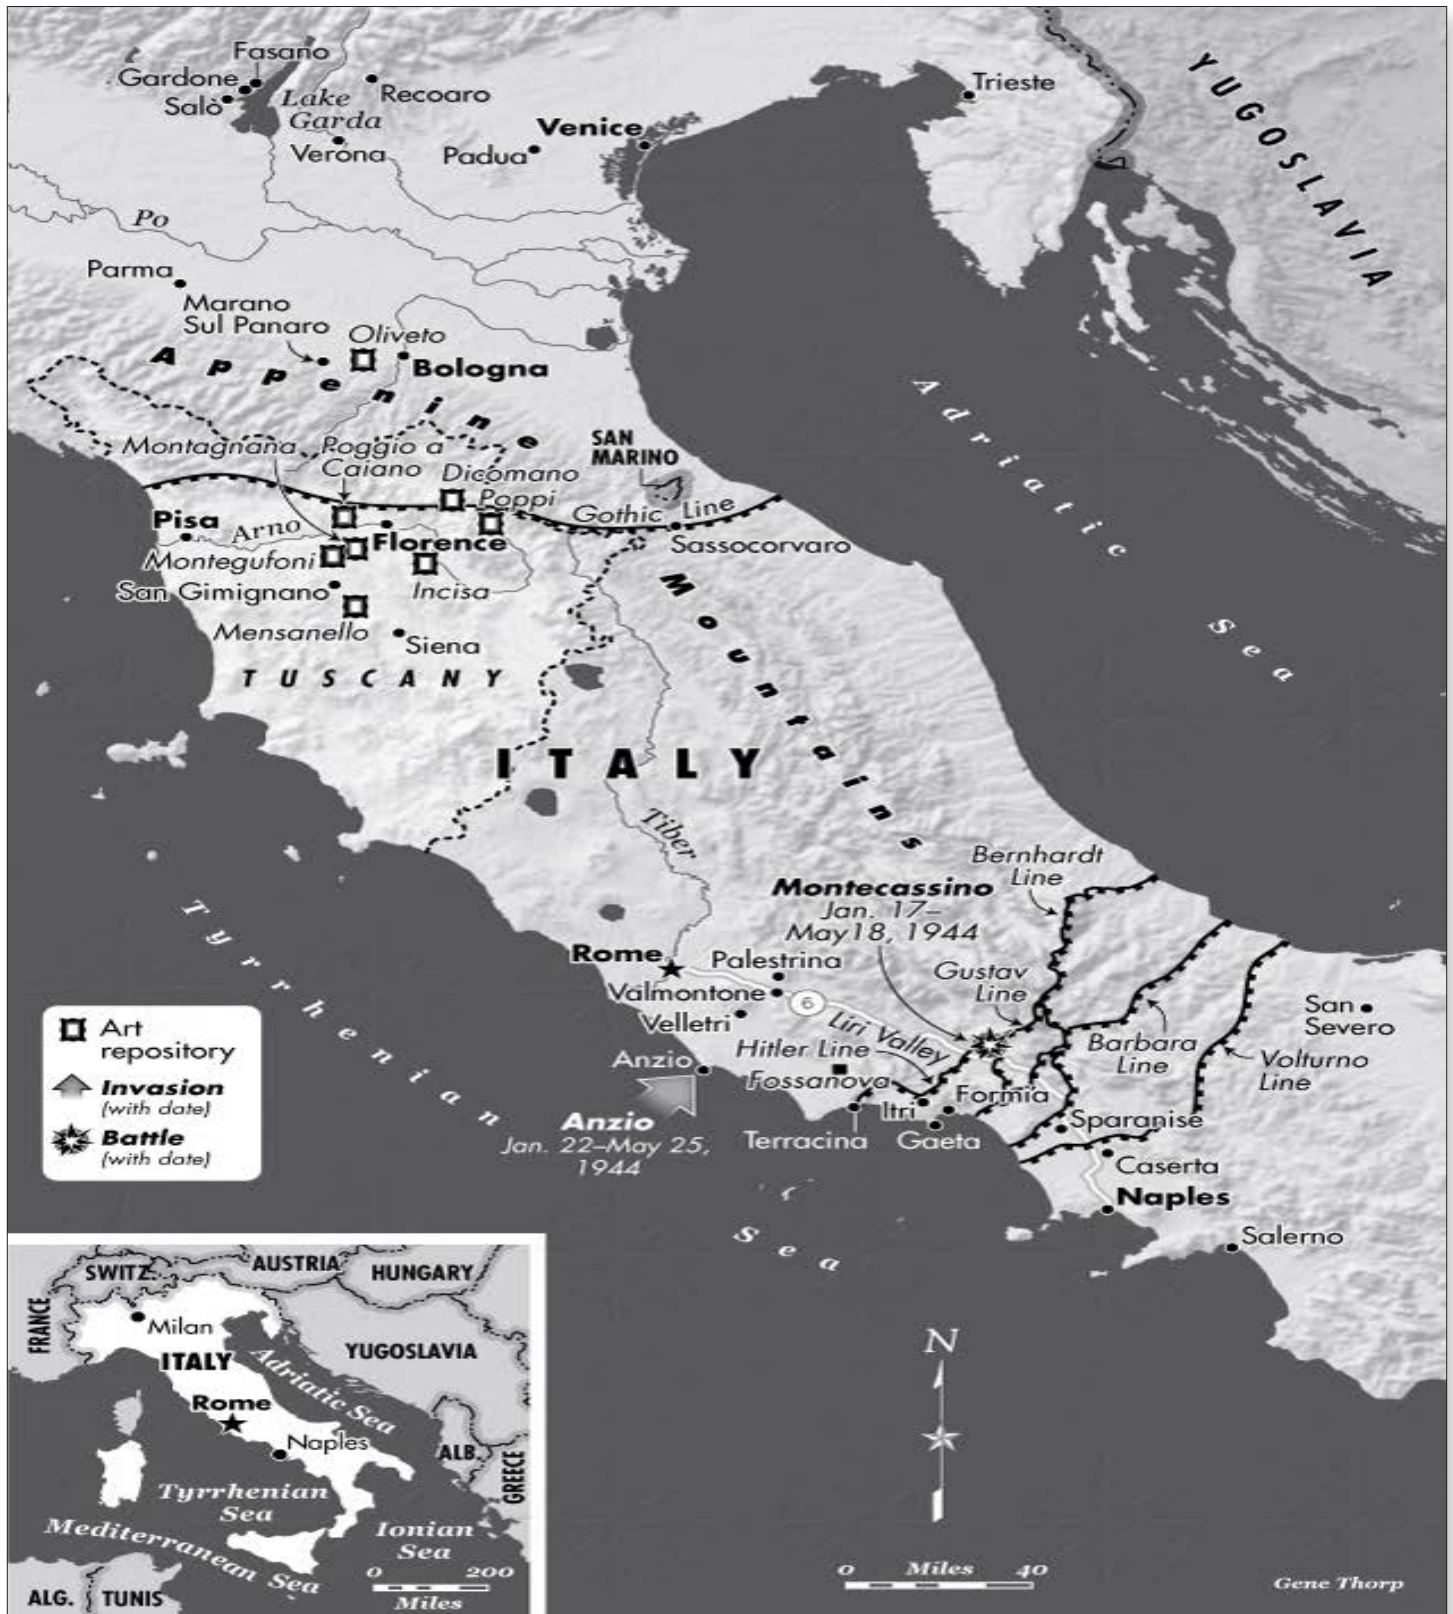 Fasano
Gardone
Salò
Lake
Garda
Recoaro
Verona
Padua
Venice
Trieste
YUGOSLAVIA
Po
Parma
Marano
Sul Panaro
Oliveto
Bologna
Appenine
Montagnana
Poggio a
Caiano
Dicomano
Poppi
SAN
MARINO
Gothic Line
Pisa
Arno
Florence
Sassocorvaro
Montegufoni
San Gimignano
Incisa
Mensanello
Siena
TUSCANY
Mountains
Adriatic Sea
ITALY
Tiber
Bernhardt
Line
Montecassino
Jan. 17–
May18, 1944
Gustav
Line
Rome
Palestrina
Valmontone
6
Velletri
Liri Valley
Hitler Line
Anzio
Fossanova
Barbara
Line
San
Severo
Volturno
Line
Formia
Itri
Sparanise
Terracina
Gaeta
Anzio
Jan. 22–May 25,
1944
Caserta
Naples
Salerno
Tyrrhenian Sea
Art
repository
Invasion
(with date)
Battle
(with date)
SWITZ.
AUSTRIA
HUNGARY
FRANCE
Milan
ITALY
YUGOSLAVIA
Adriatic Sea
Rome
Naples
ALB.
GREECE
Tyrrhenian
Sea
Mediterranean Sea
Ionian
Sea
0 200
Miles
ALG.
TUNIS
N
0 Miles 40
Gene Thorp